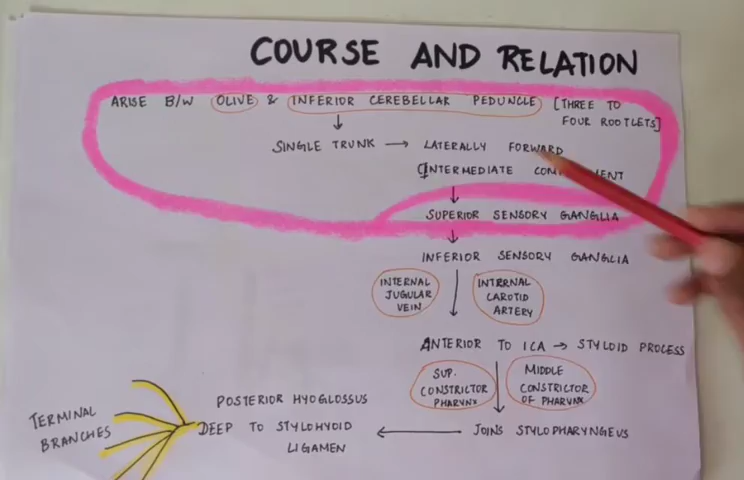 COURSE AND RELATION
ARISE B/W OLIVE & INFERIOR CEREBELLAR PEDUNCLE [THREE TO
FOUR ROOTLETS]
SINGLE TRUNK → LATERALLY FORWARD
[INTERMEDIATE
SUPERIOR SENSORY GANGLIA
INFERIOR SENSORY GANGLIA
INTERNAL
JUGULAR
VEIN
INTERNAL
CAROTID
ARTERY
ANTERIOR TO ICA → STYLOID PROCESS
SUP.
CONSTRICTOR
PHARYNX
MIDDLE
CONSTRICTOR
OF PHARYNX
JOINS STYLOPHARYNGEUS
POSTERIOR HYOGLOSSUS
DEEP TO STYLOHYOID
LIGAMEN
TERMINAL
BRANCHES